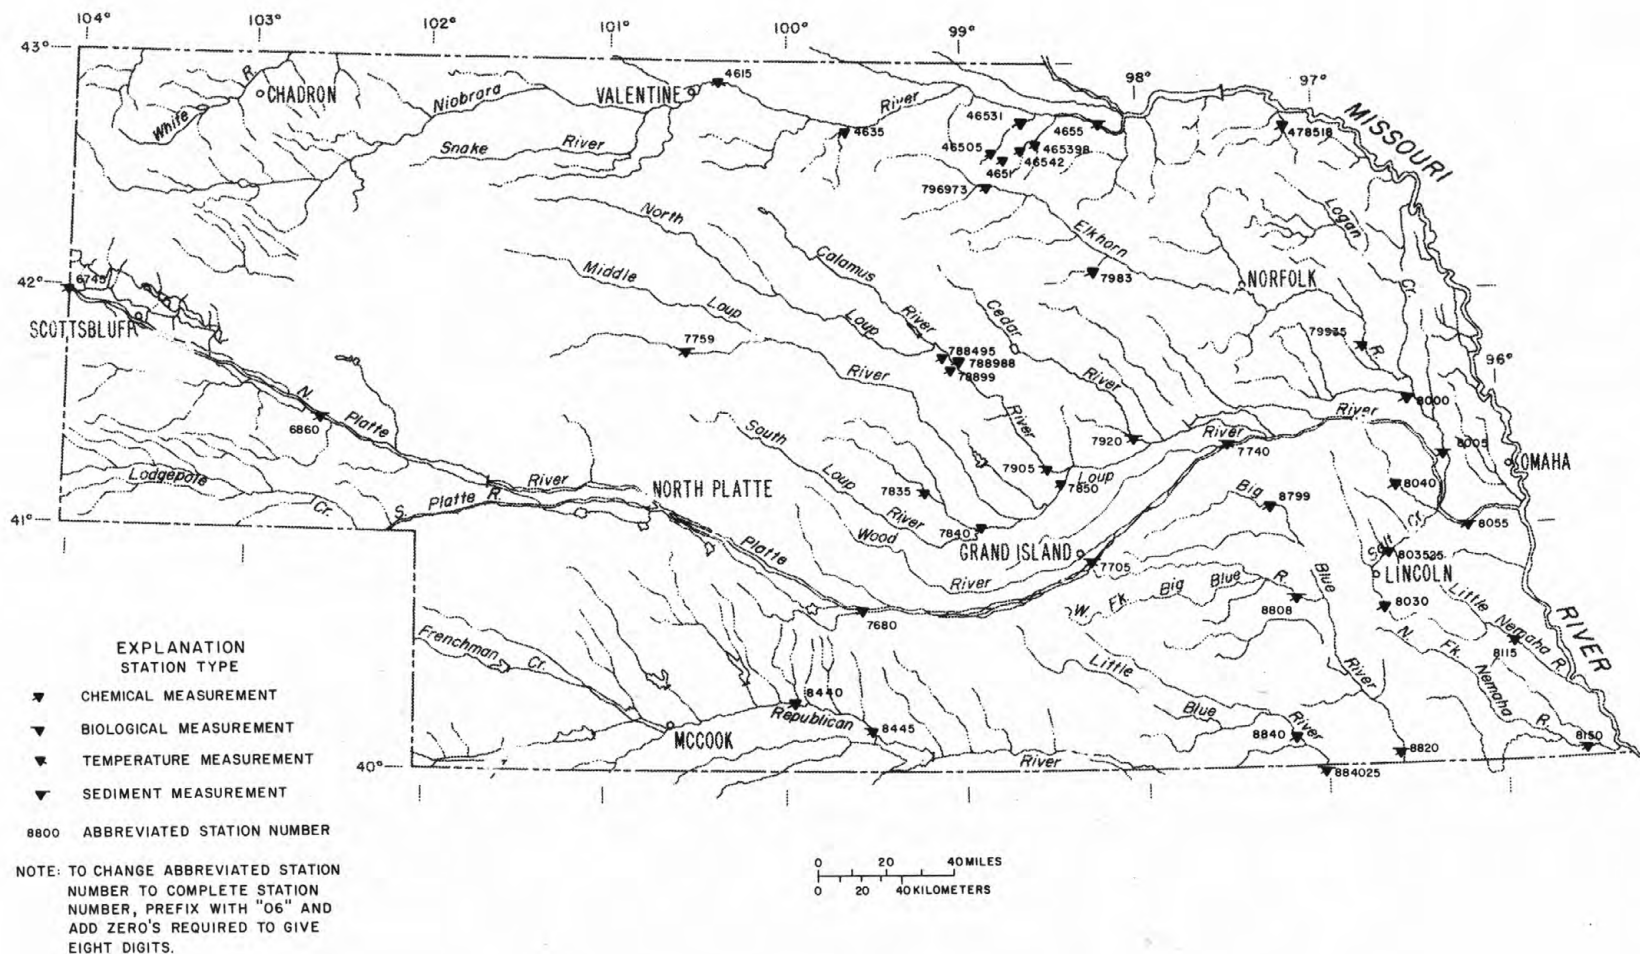 104°
103°
102°
101°
100°
99°
98°
97°
96°
43°
42°
41°
40°
White
R.
CHADRON
Niobrara
VALENTINE
4615
River
Snake
River
4635
46531
4655
46505
465398
46542
4651
478518
MISSOURI
796973
North
Calamus
Elkhorn
Logan
7983
NORFOLK
Cr.
6745
SCOTTSBLUFF
Middle
Loup
Loup
River
Cedar
7759
788495
788988
78899
River
River
River
79935
R.
8000
N.
Platte
6860
South
Loup
River
7920
River
7740
River
8005
OMAHA
Lodgepole
Cr.
S.
Platte
R.
River
NORTH PLATTE
7835
7905
Loup
7850
7840
Wood
River
Big
8799
8040
Salt
Cr.
8055
803525
LINCOLN
Platte
GRAND ISLAND
7705
7680
W.
Fk.
Big
Blue
R.
8808
Blue
8030
Little
Nemaha
R.
8115
RIVER
Frenchman
Cr.
8440
Republican
8445
MCCOOK
River
Little
Blue
River
8840
884025
River
8820
N.
Fk.
Nemaha
R.
8150
EXPLANATION
STATION TYPE
CHEMICAL MEASUREMENT
BIOLOGICAL MEASUREMENT
TEMPERATURE MEASUREMENT
SEDIMENT MEASUREMENT
8800 ABBREVIATED STATION NUMBER
NOTE: TO CHANGE ABBREVIATED STATION
NUMBER TO COMPLETE STATION
NUMBER, PREFIX WITH "06" AND
ADD ZERO'S REQUIRED TO GIVE
EIGHT DIGITS.
0 20 40 MILES
0 20 40 KILOMETERS